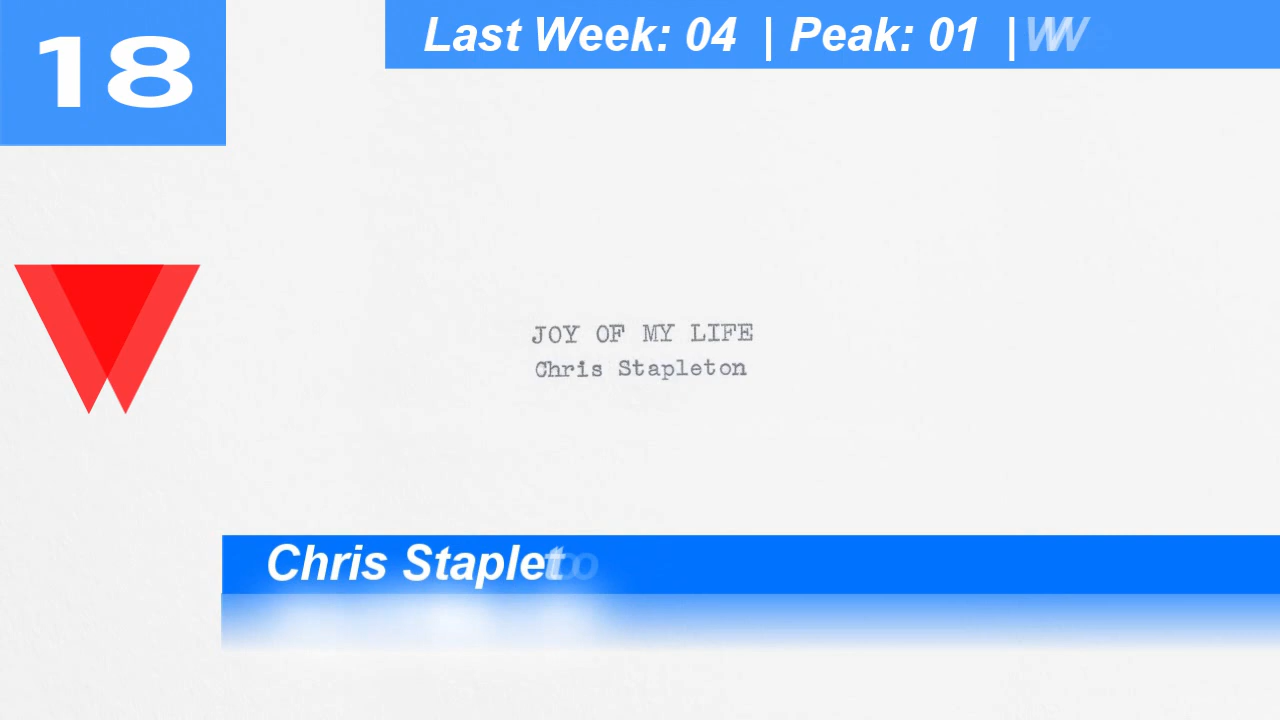 18
Last Week: 04 | Peak: 01 |
JOY OF MY LIFE
Chris Stapleton
Chris Staplet